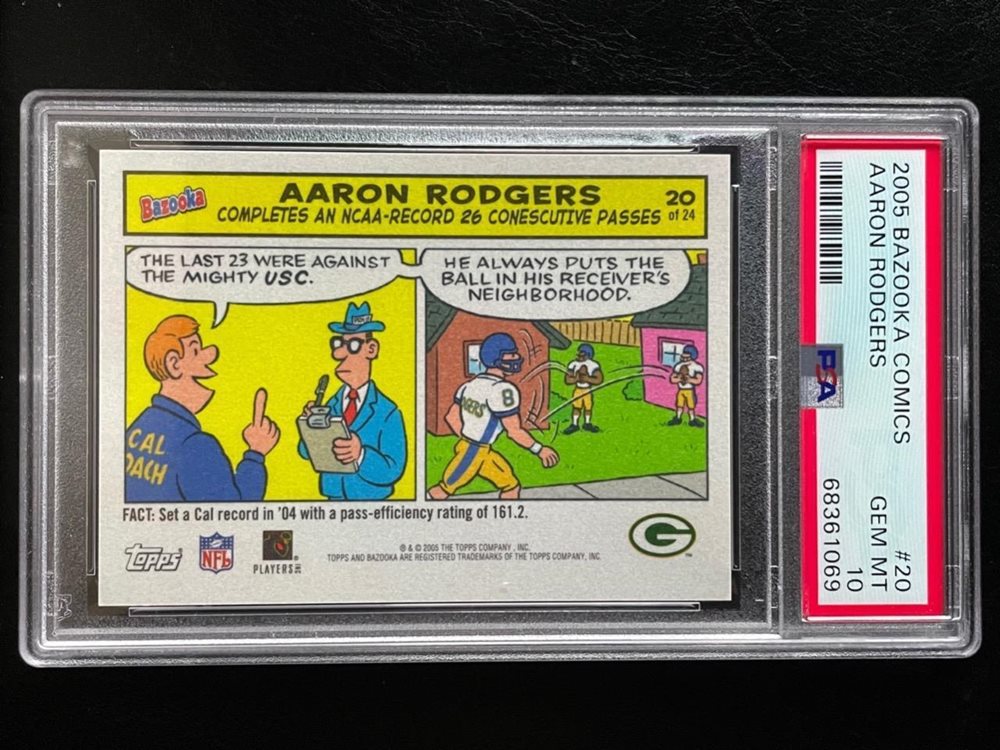 Bazooka
AARON RODGERS
COMPLETES AN NCAA-RECORD 26 CONESCUTIVE PASSES
20
of 24
THE LAST 23 WERE AGAINST
THE MIGHTY USC.
HE ALWAYS PUTS THE
BALL IN HIS RECEIVER'S
NEIGHBORHOOD.
CAL
OACH
GERS
8
FACT: Set a Cal record in '04 with a pass-efficiency rating of 161.2.
Topps
NFL
PLAYERS INC
G
® & © 2005 THE TOPPS COMPANY, INC.
TOPPS AND BAZOOKA ARE REGISTERED TRADEMARKS OF THE TOPPS COMPANY, INC.
2005 BAZOOKA COMICS #20
AARON RODGERS GEM MT
10
PSA
68361069